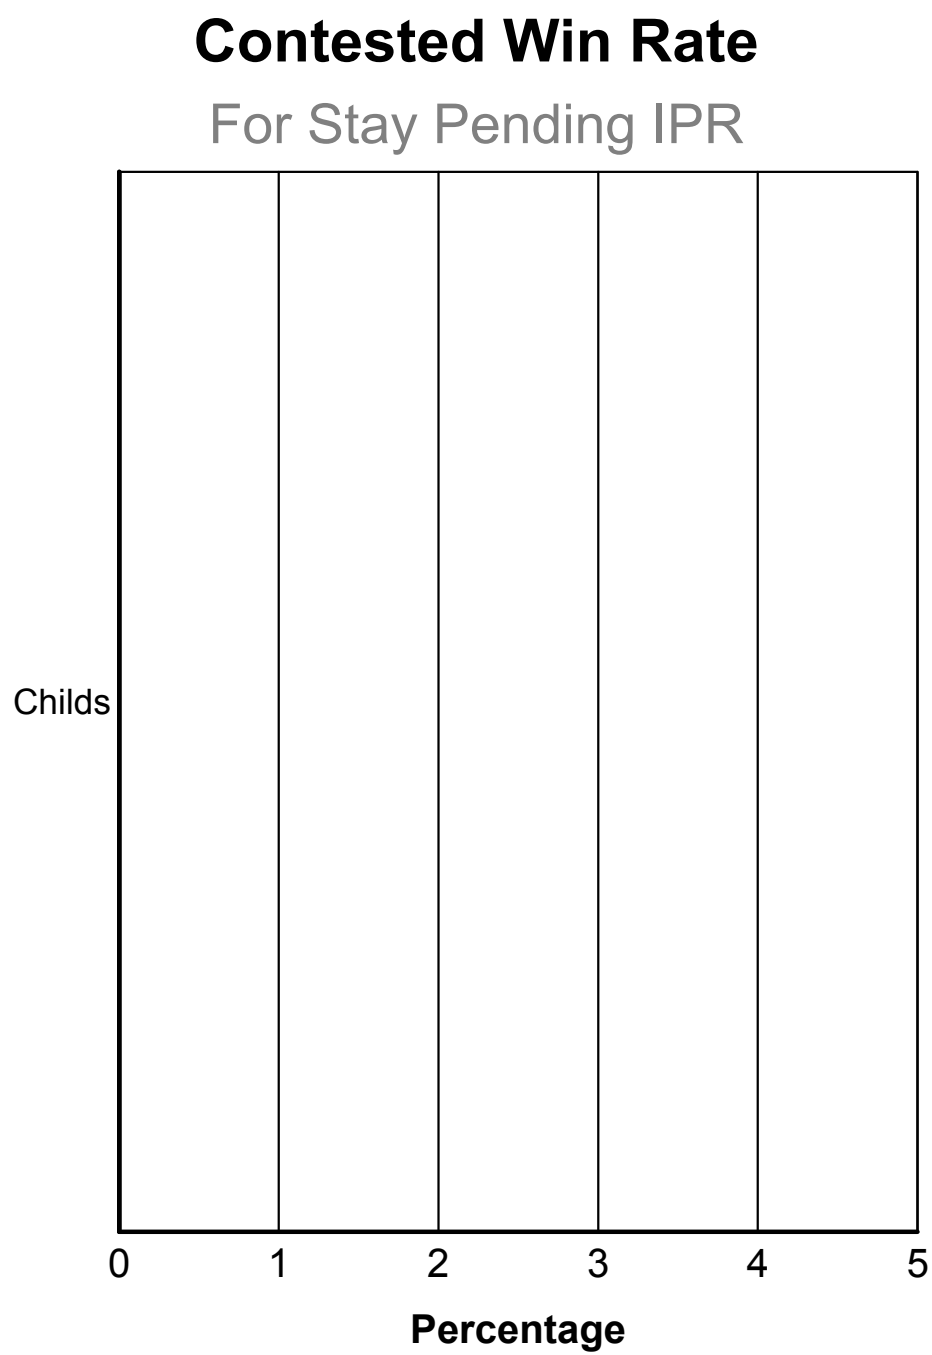 Contested Win Rate
For Stay Pending IPR
Childs
0 1 2 3 4 5
Percentage